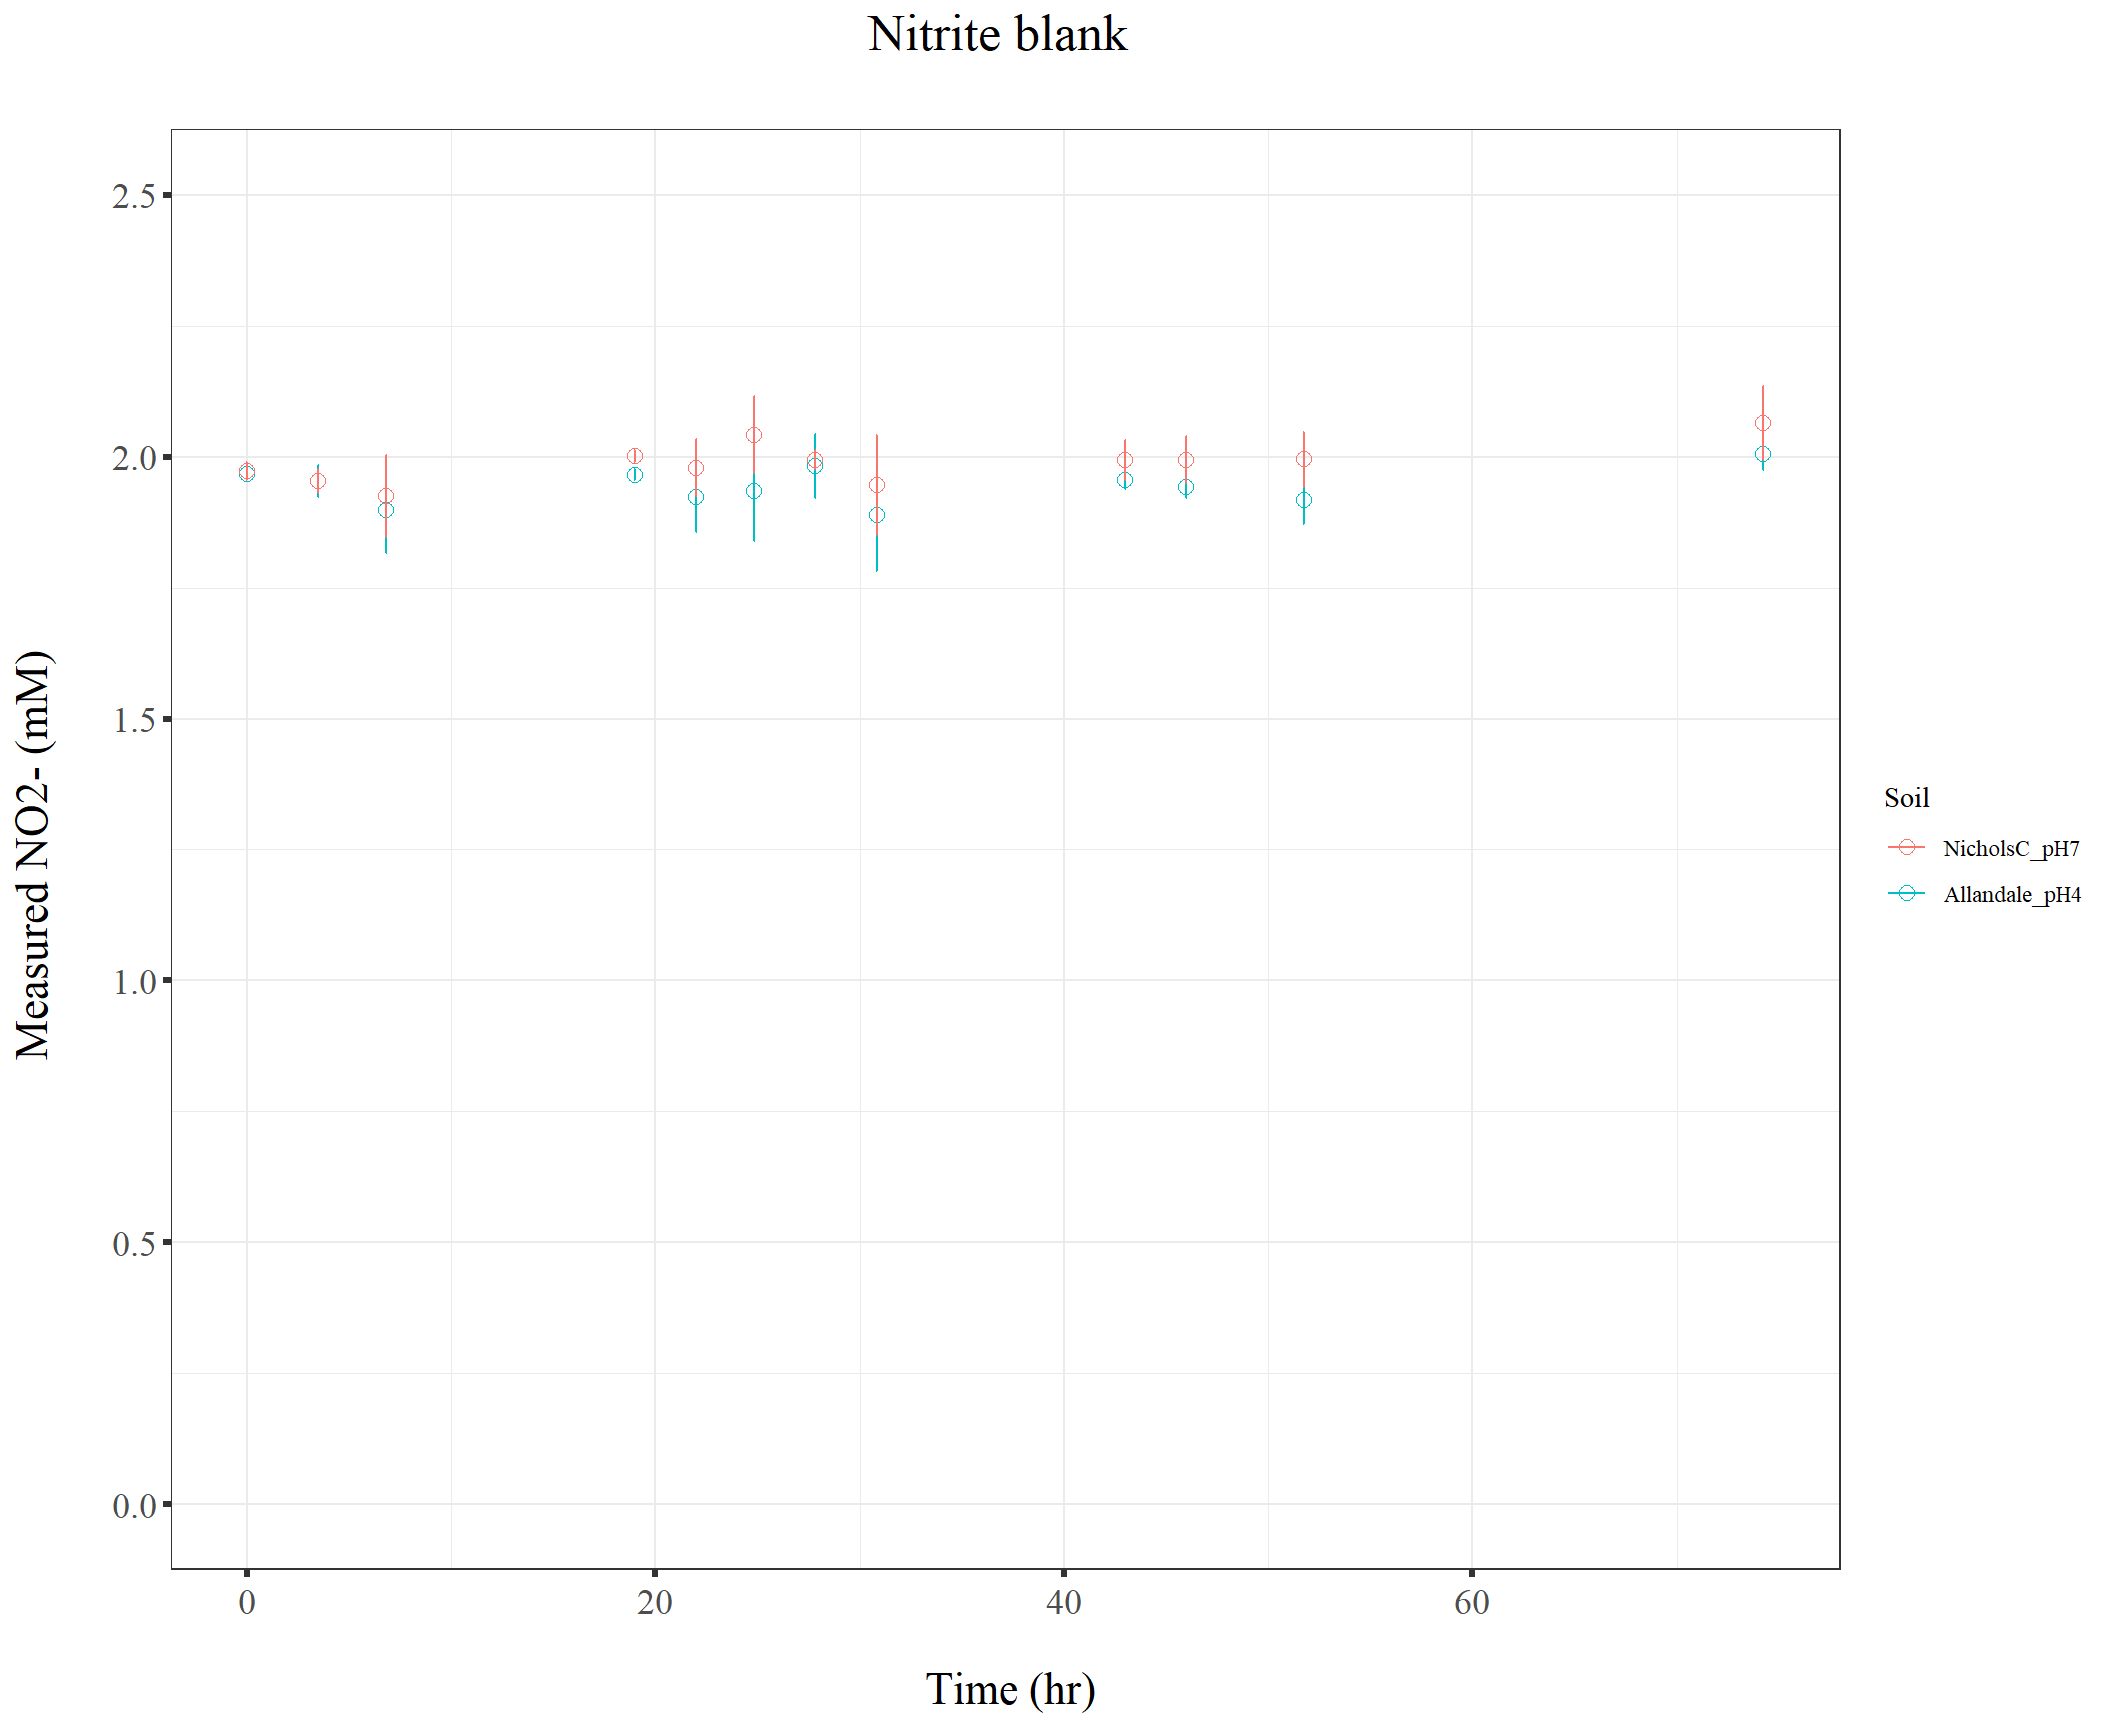 Nitrite blank
Measured NO2- (mM)
2.5
2.0
1.5
1.0
0.5
0.0
0
20
40
60
Time (hr)
Soil
NicholsC_pH7
Allandale_pH4